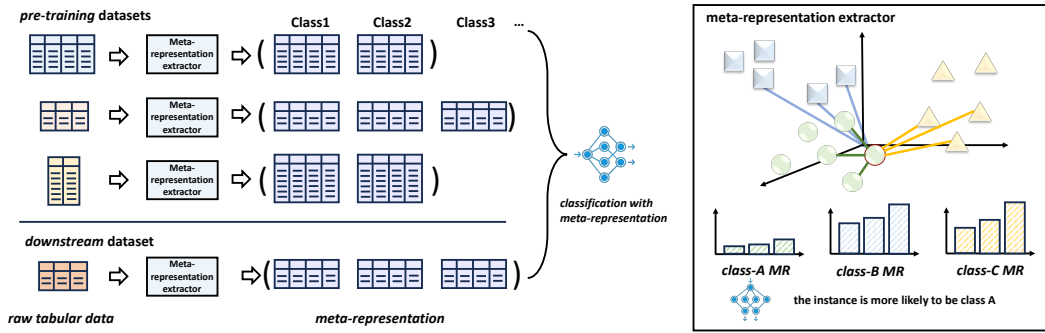 pre-training datasets
Class1
Class2
Class3
...
Meta-
representation
extractor
(
)
Meta-
representation
extractor
(
)
Meta-
representation
extractor
(
)
classification with
meta-representation
downstream dataset
Meta-
representation
extractor
(
)
raw tabular data
meta-representation
meta-representation extractor
class-A MR
class-B MR
class-C MR
the instance is more likely to be class A